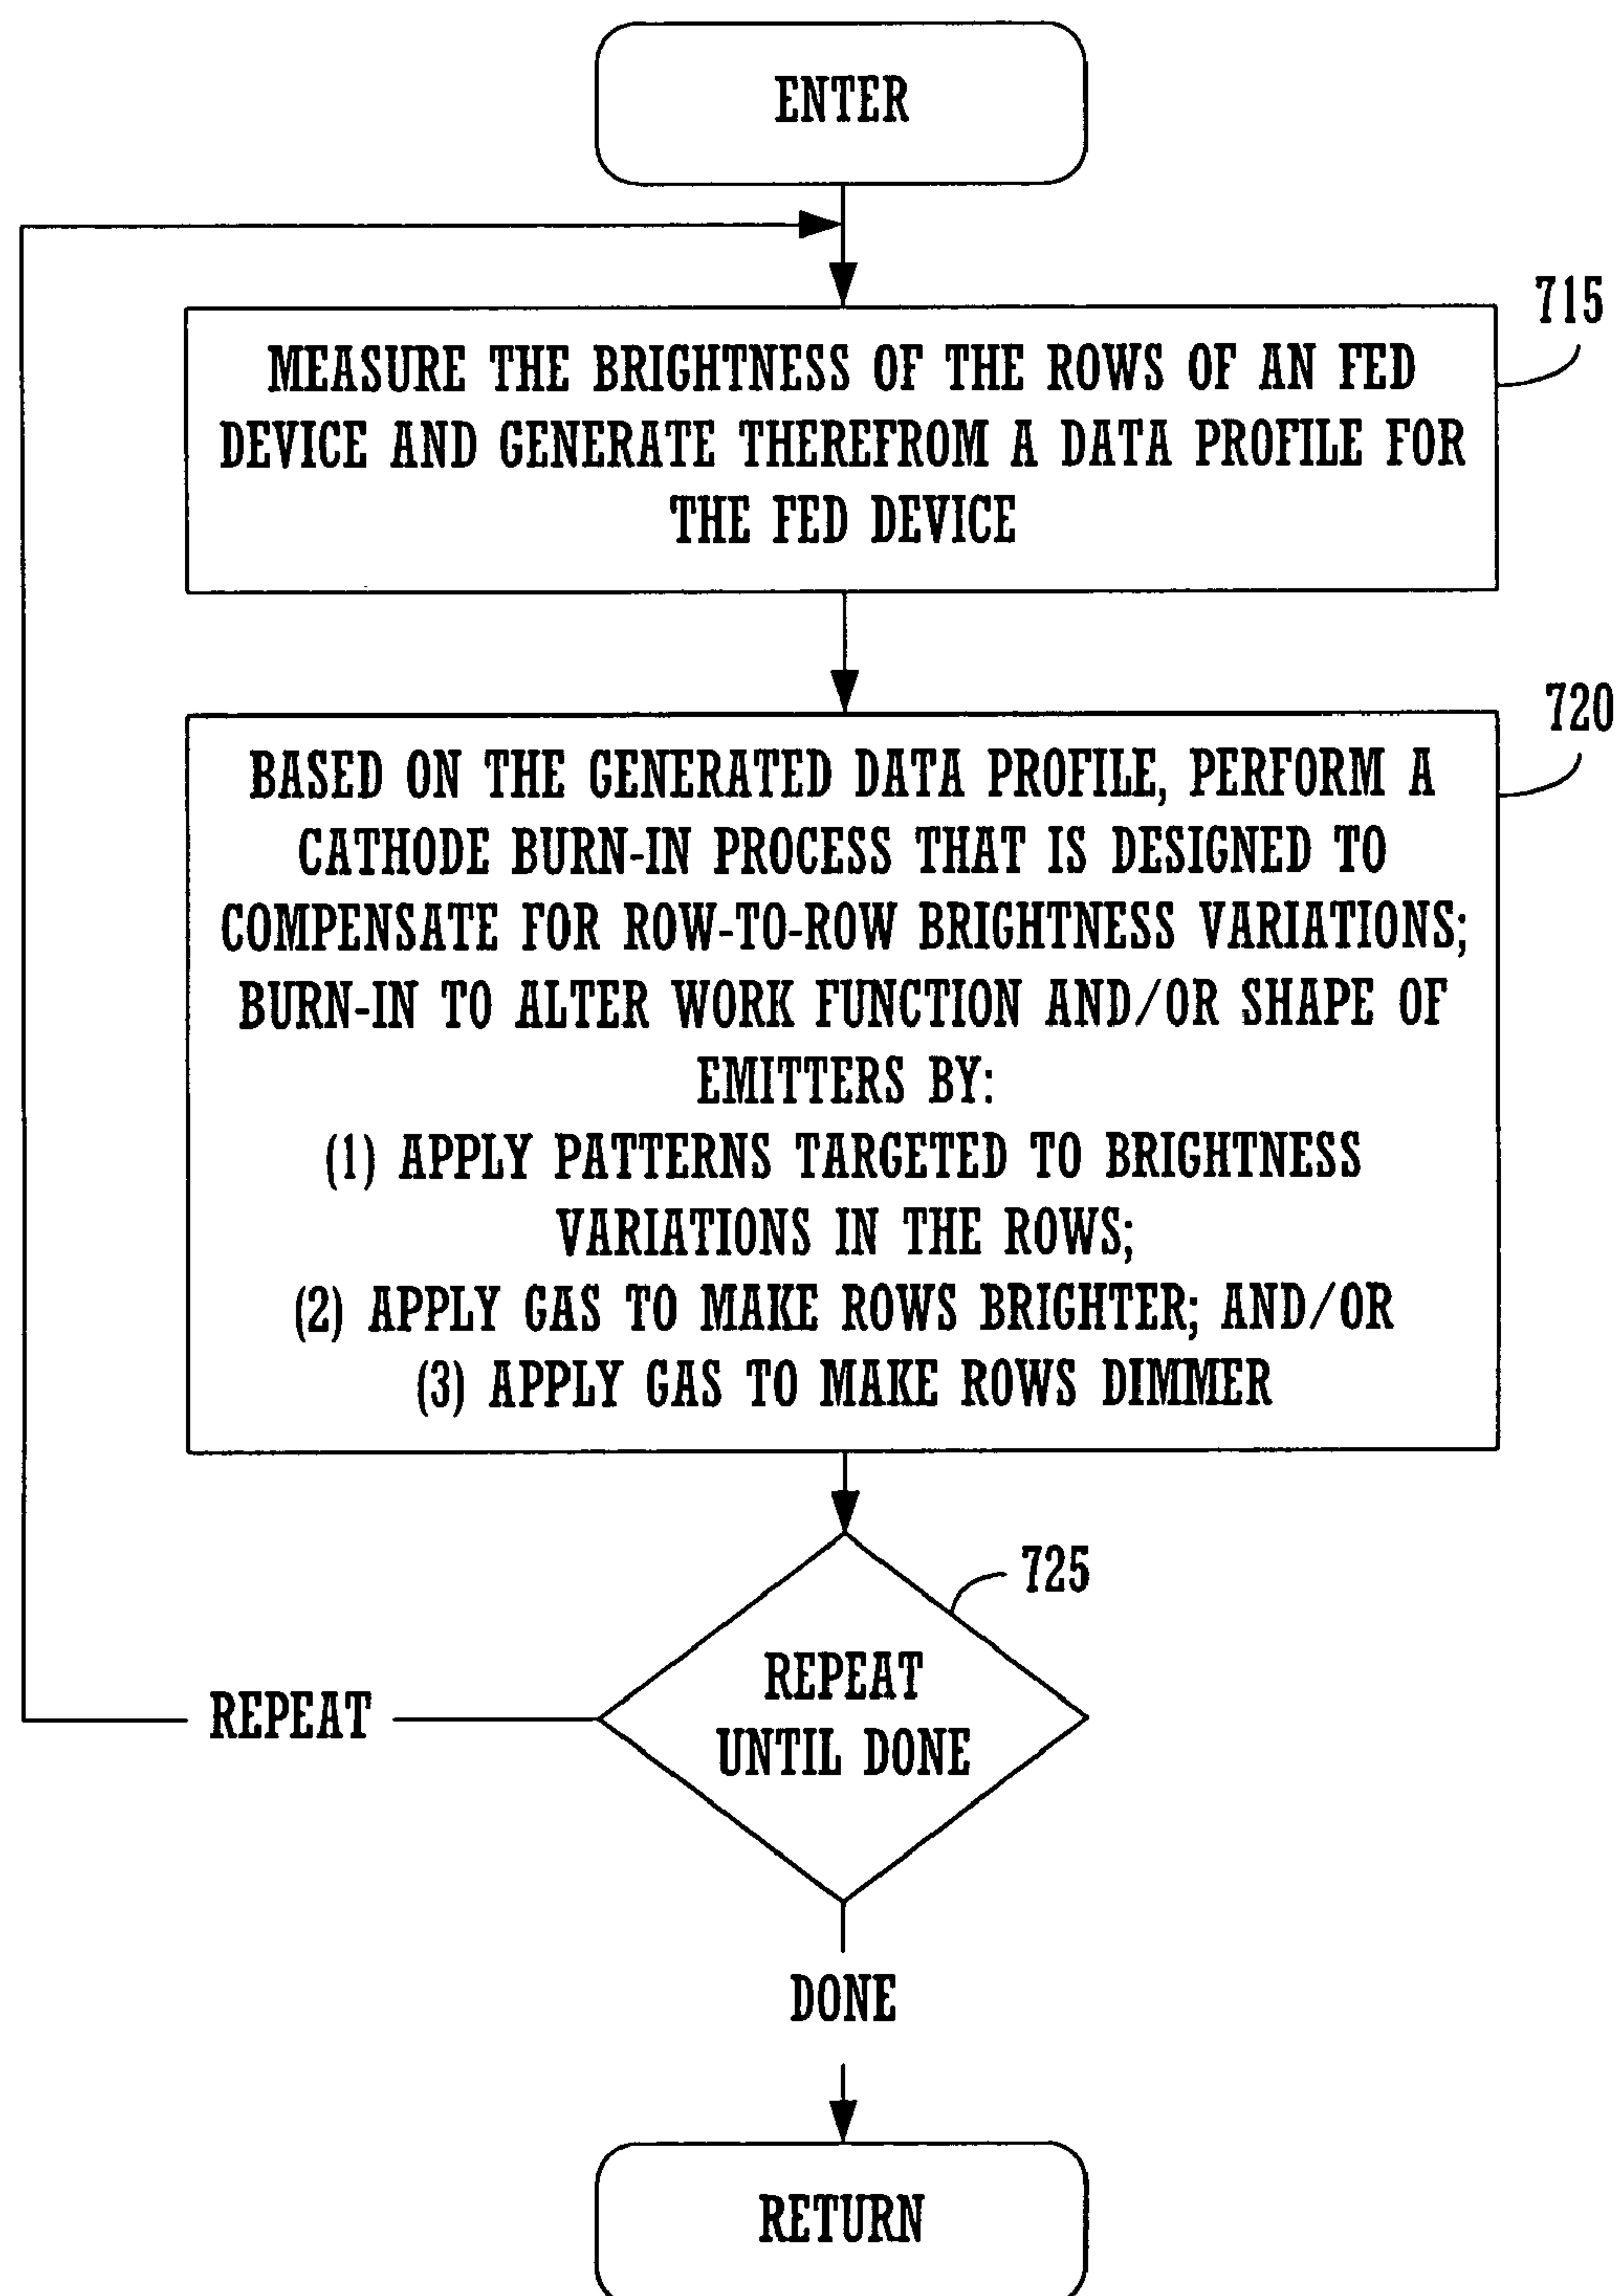 ENTER
715
MEASURE THE BRIGHTNESS OF THE ROWS OF AN FED
DEVICE AND GENERATE THEREFROM A DATA PROFILE FOR
THE FED DEVICE
720
BASED ON THE GENERATED DATA PROFILE, PERFORM A
CATHODE BURN-IN PROCESS THAT IS DESIGNED TO
COMPENSATE FOR ROW-TO-ROW BRIGHTNESS VARIATIONS;
BURN-IN TO ALTER WORK FUNCTION AND/OR SHAPE OF
EMITTERS BY:
(1) APPLY PATTERNS TARGETED TO BRIGHTNESS
VARIATIONS IN THE ROWS;
(2) APPLY GAS TO MAKE ROWS BRIGHTER; AND/OR
(3) APPLY GAS TO MAKE ROWS DIMMER
725
REPEAT
UNTIL DONE
REPEAT
DONE
RETURN